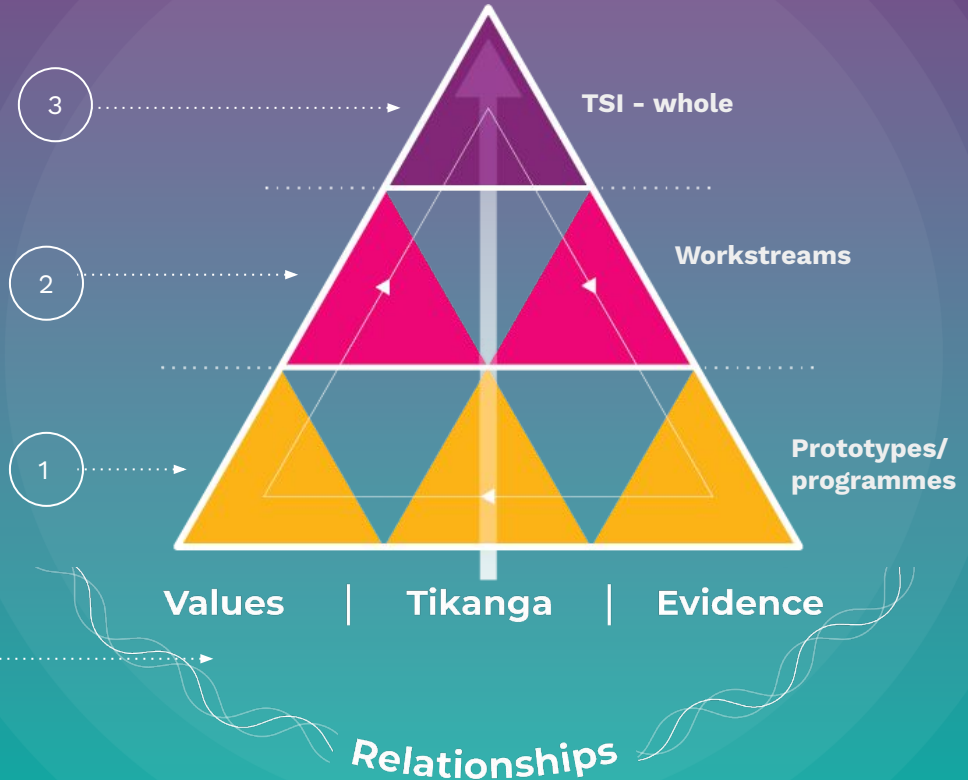 3
TSI - whole
2
Workstreams
1
Prototypes/
programmes
Values | Tikanga | Evidence
Relationships